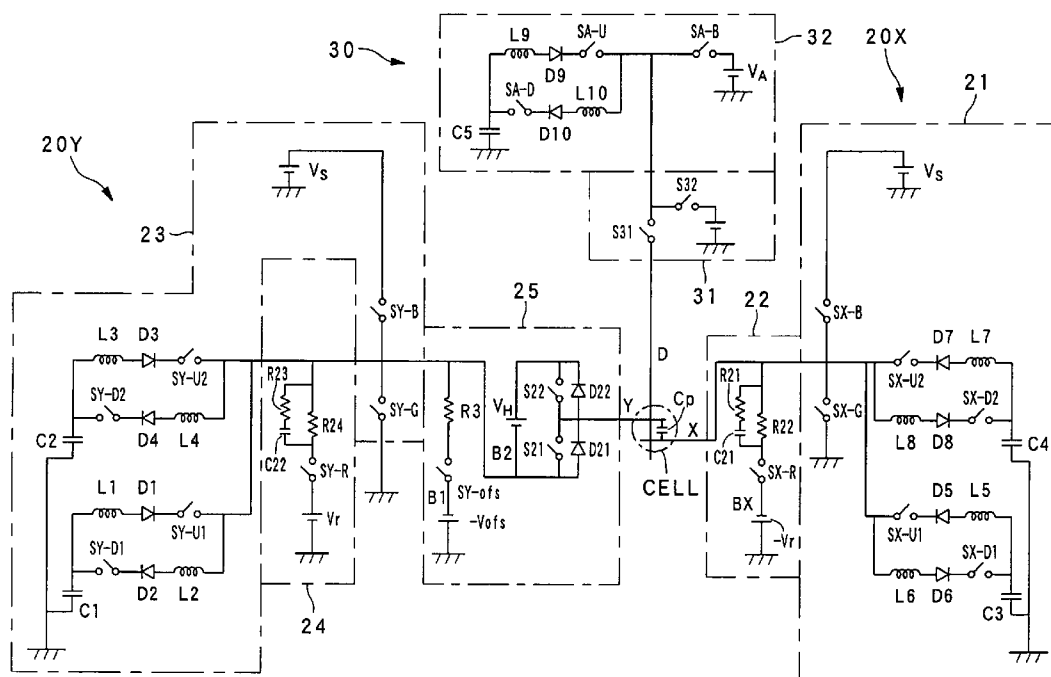 30
32
20X
L9
SA-U
SA-B
D9
VA
21
SA-D
L10
D10
C5
20Y
Vs
Vs
23
S32
S31
31
25
22
SY-B
SX-B
L3
D3
SY-U2
D7
L7
SX-U2
D
R23
R24
SY-G
R3
VH
S22
D22
Y
Cp
R21
R22
SX-G
SY-D2
D4
L4
C22
B2
S21
D21
X
C21
L8
D8
SX-D2
C2
C4
SY-R
SX-R
CELL
L1
D1
SY-U1
B1
SY-ofs
BX
D5
L5
SX-U1
Vr
-Vofs
-Vr
SY-D1
D2
L2
SX-D1
L6
D6
C1
C3
24